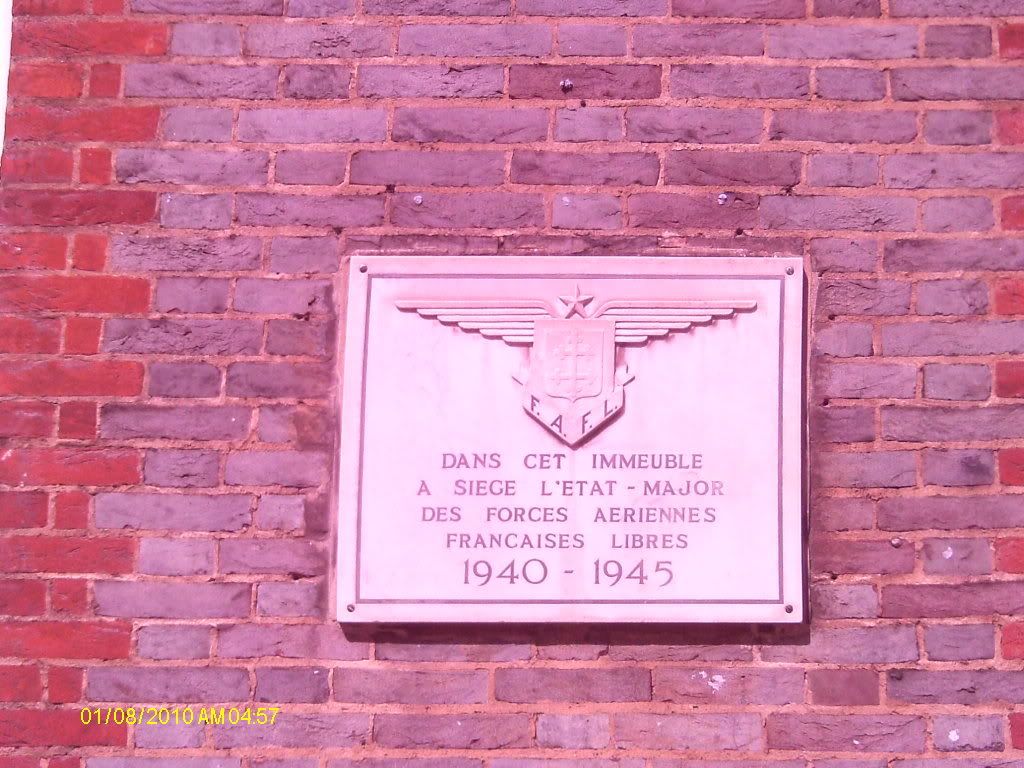 F.A.F.L.
DANS CET IMMEUBLE
A SIEGE L'ETAT-MAJOR
DES FORCES AERIENNES
FRANCAISES LIBRES
1940 - 1945
01/08/2010 AM 04:57